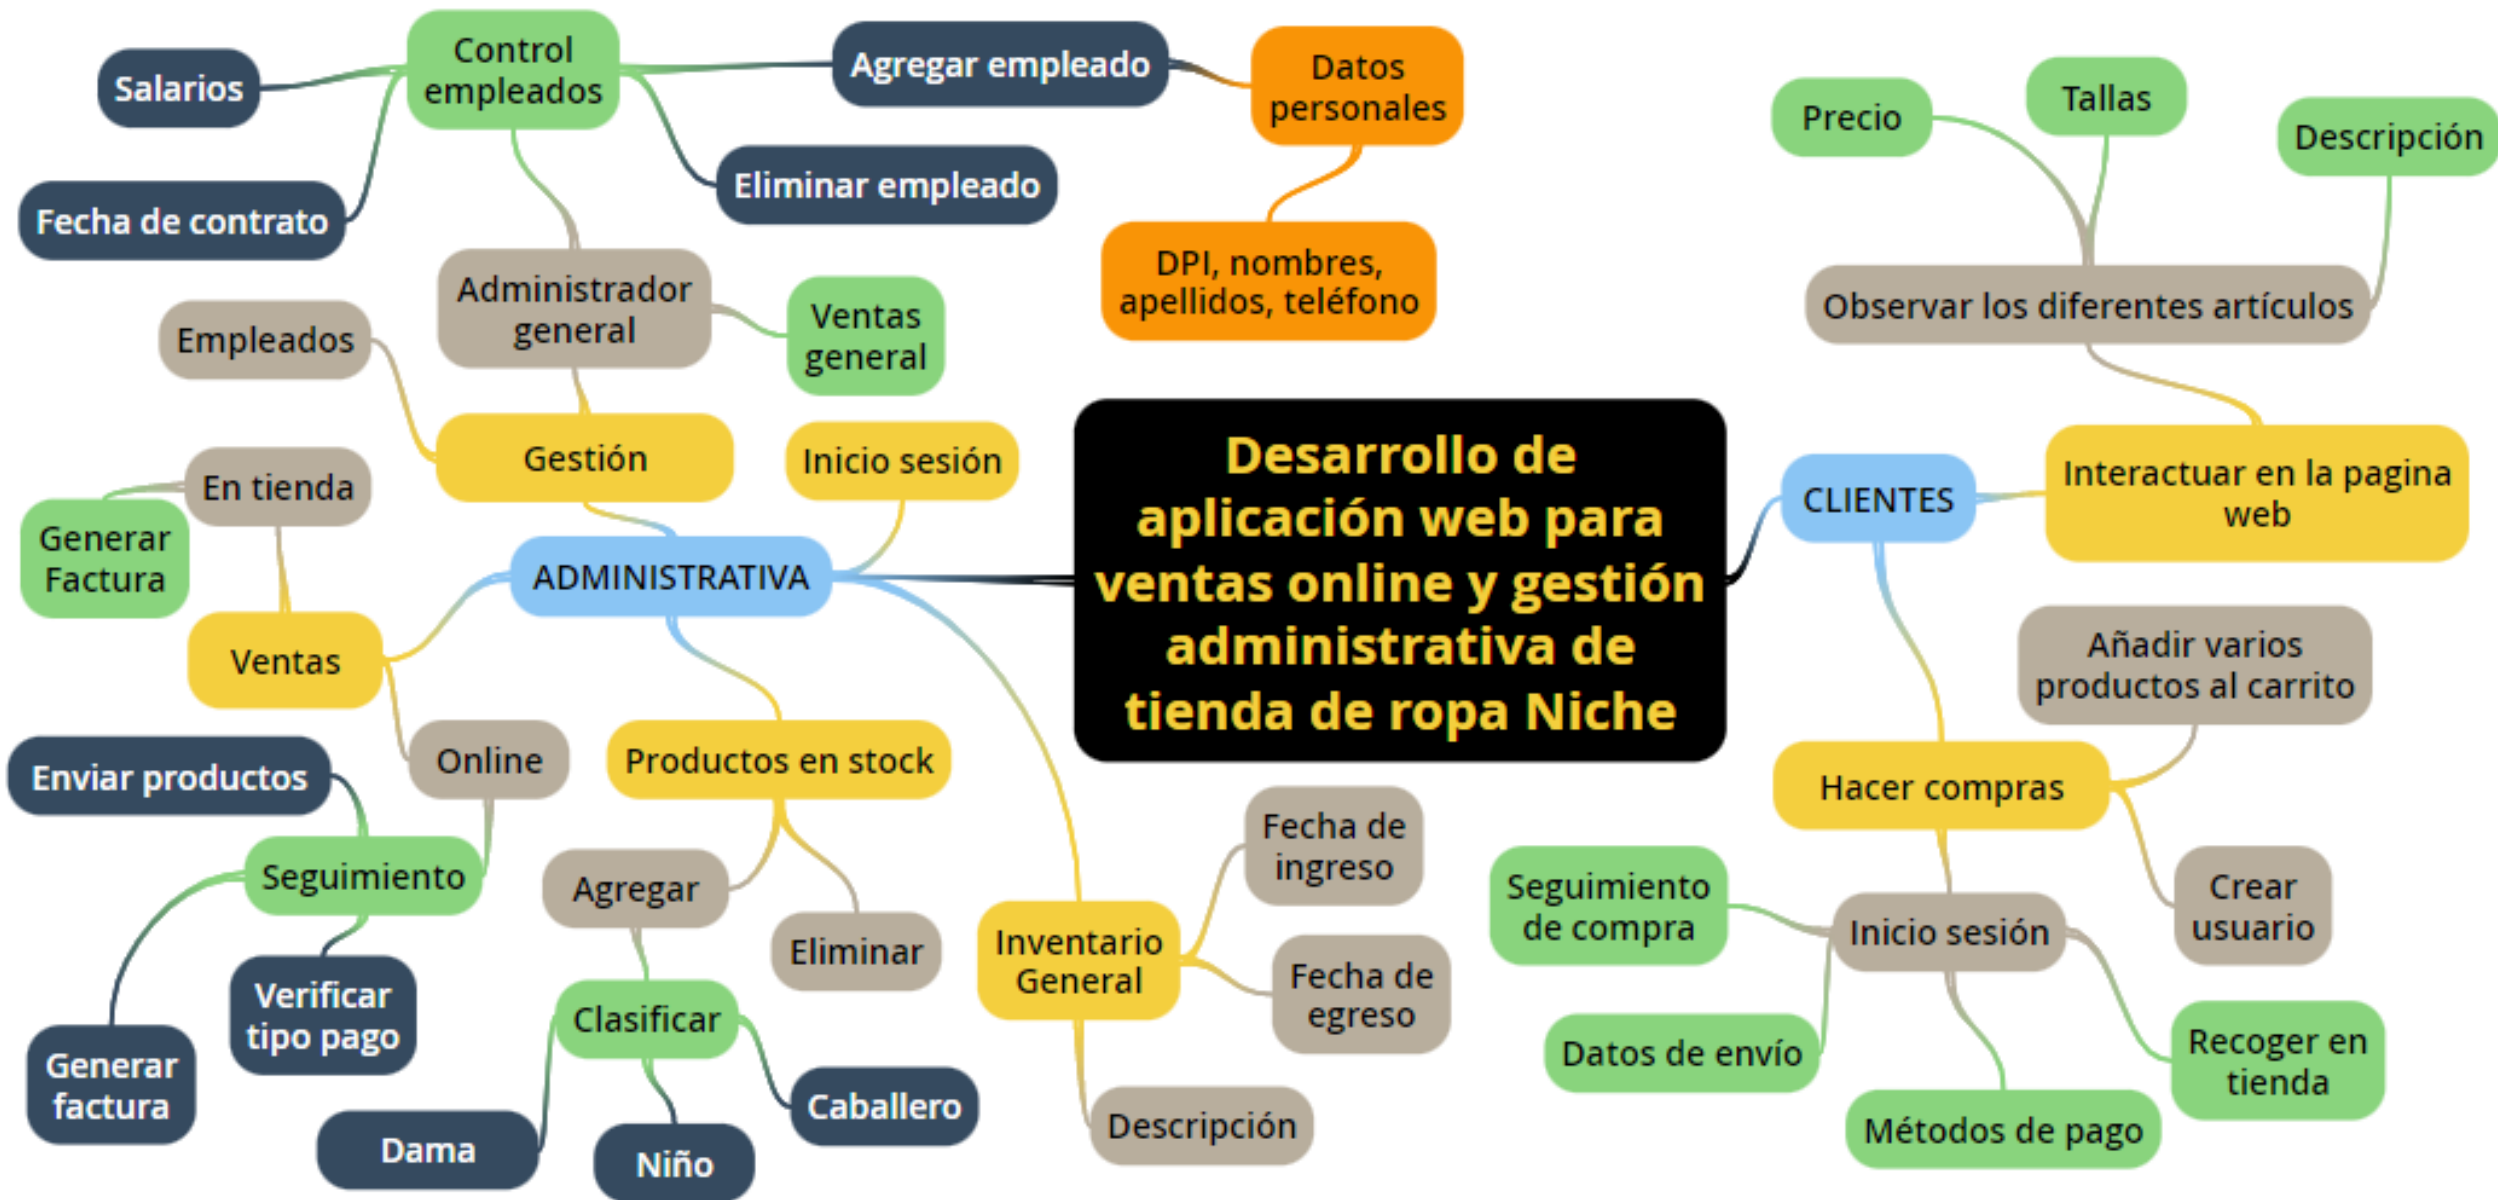 Control
empleados
Salarios
Agregar empleado
Datos
personales
Fecha de contrato
Eliminar empleado
DPI, nombres,
apellidos, teléfono
Administrador
general
Ventas
general
Empleados
Gestión
Inicio sesión
En tienda
Generar
Factura
ADMINISTRATIVA
Ventas
Online
Enviar productos
Seguimiento
Verificar
tipo pago
Generar
factura
Productos en stock
Agregar
Eliminar
Clasificar
Dama
Niño
Caballero
Inventario
General
Fecha de
ingreso
Fecha de
egreso
Descripción
Desarrollo de
aplicación web para
ventas online y gestión
administrativa de
tienda de ropa Niche
Precio
Tallas
Descripción
Observar los diferentes artículos
CLIENTES
Interactuar en la pagina
web
Añadir varios
productos al carrito
Hacer compras
Crear
usuario
Inicio sesión
Seguimiento
de compra
Datos de envío
Métodos de pago
Recoger en
tienda